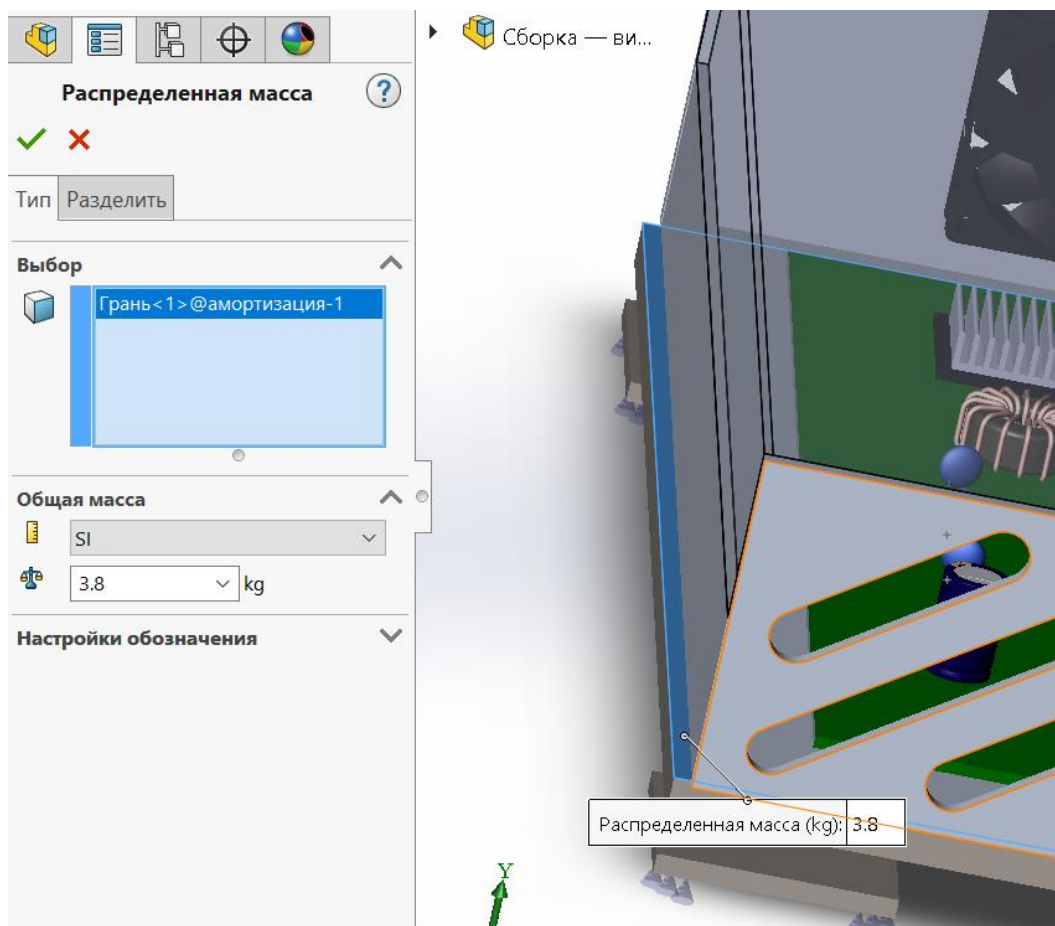 Сборка — ви...
Распределенная масса
?
Тип Разделить
Выбор
Грань<1>@амортизация-1
Общая масса
SI
3.8 kg
Настройки обозначения
Распределенная масса (kg): 3.8
Y